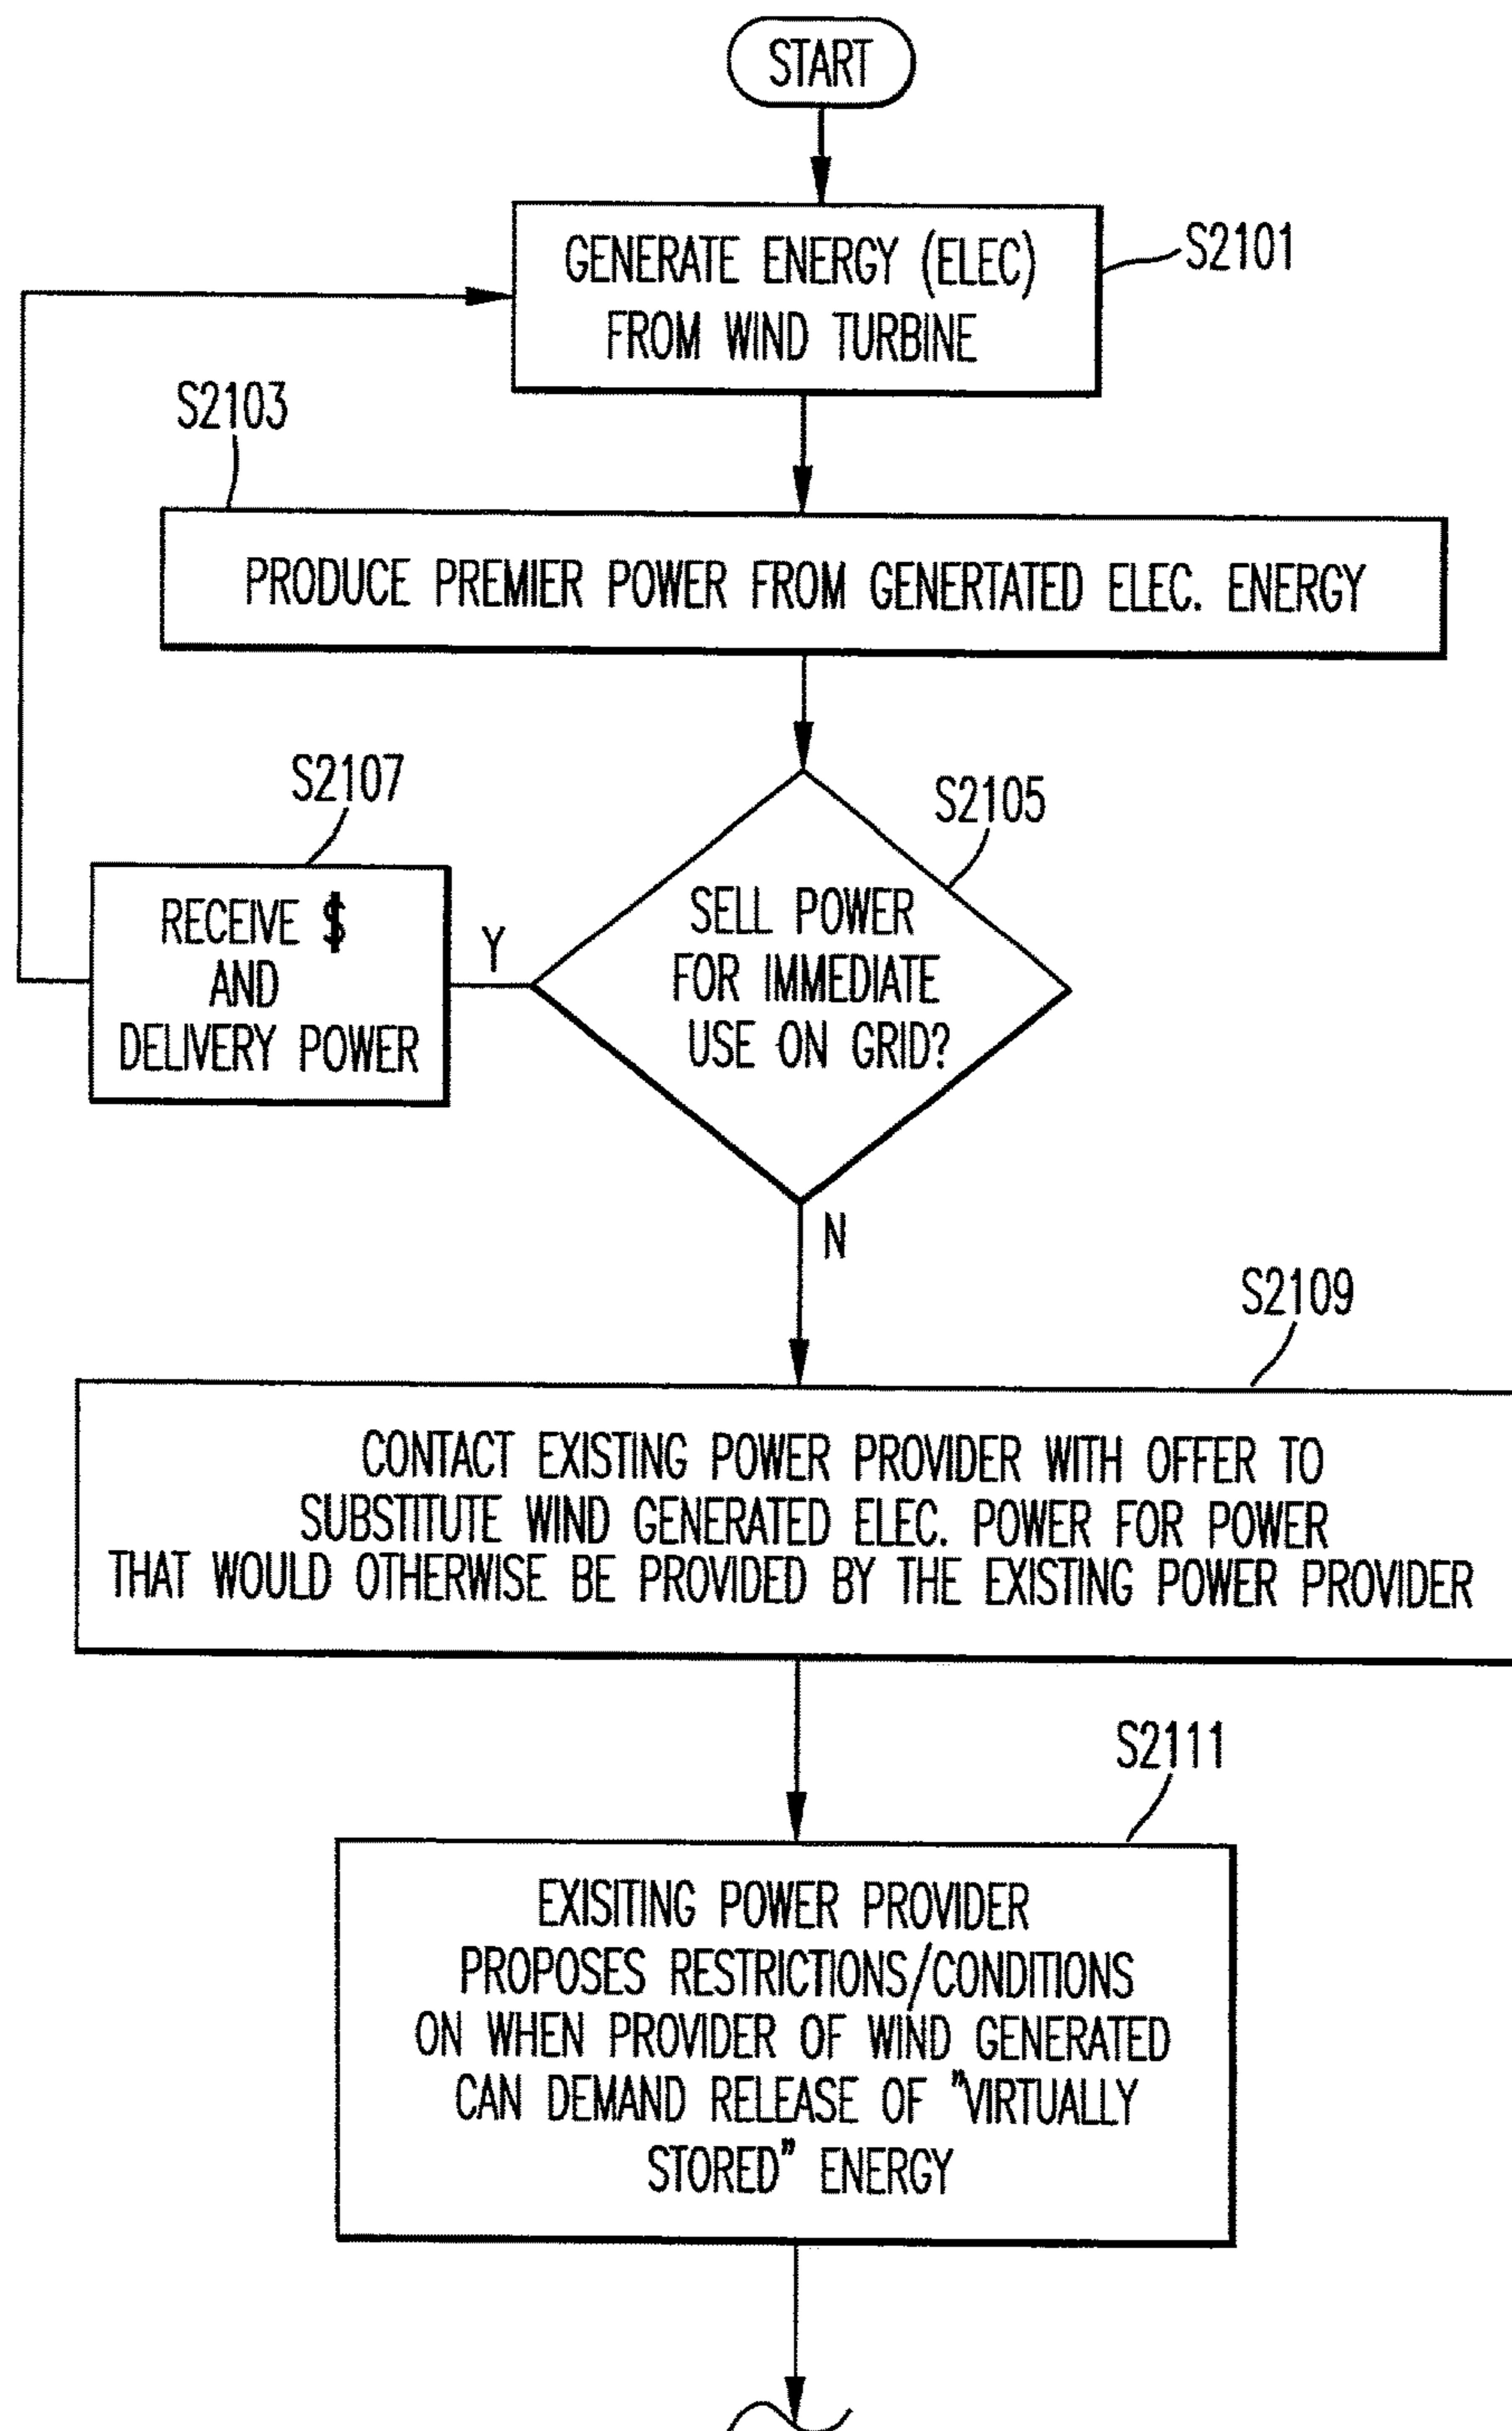 START
GENERATE ENERGY (ELEC)
FROM WIND TURBINE
S2101
S2103
PRODUCE PREMIER POWER FROM GENERTATED ELEC. ENERGY
S2107
S2105
RECEIVE $
AND
DELIVERY POWER
Y
SELL POWER
FOR IMMEDIATE
USE ON GRID?
N
S2109
CONTACT EXISTING POWER PROVIDER WITH OFFER TO
SUBSTITUTE WIND GENERATED ELEC. POWER FOR POWER
THAT WOULD OTHERWISE BE PROVIDED BY THE EXISTING POWER PROVIDER
S2111
EXISITING POWER PROVIDER
PROPOSES RESTRICTIONS/CONDITIONS
ON WHEN PROVIDER OF WIND GENERATED
CAN DEMAND RELEASE OF "VIRTUALLY
STORED" ENERGY